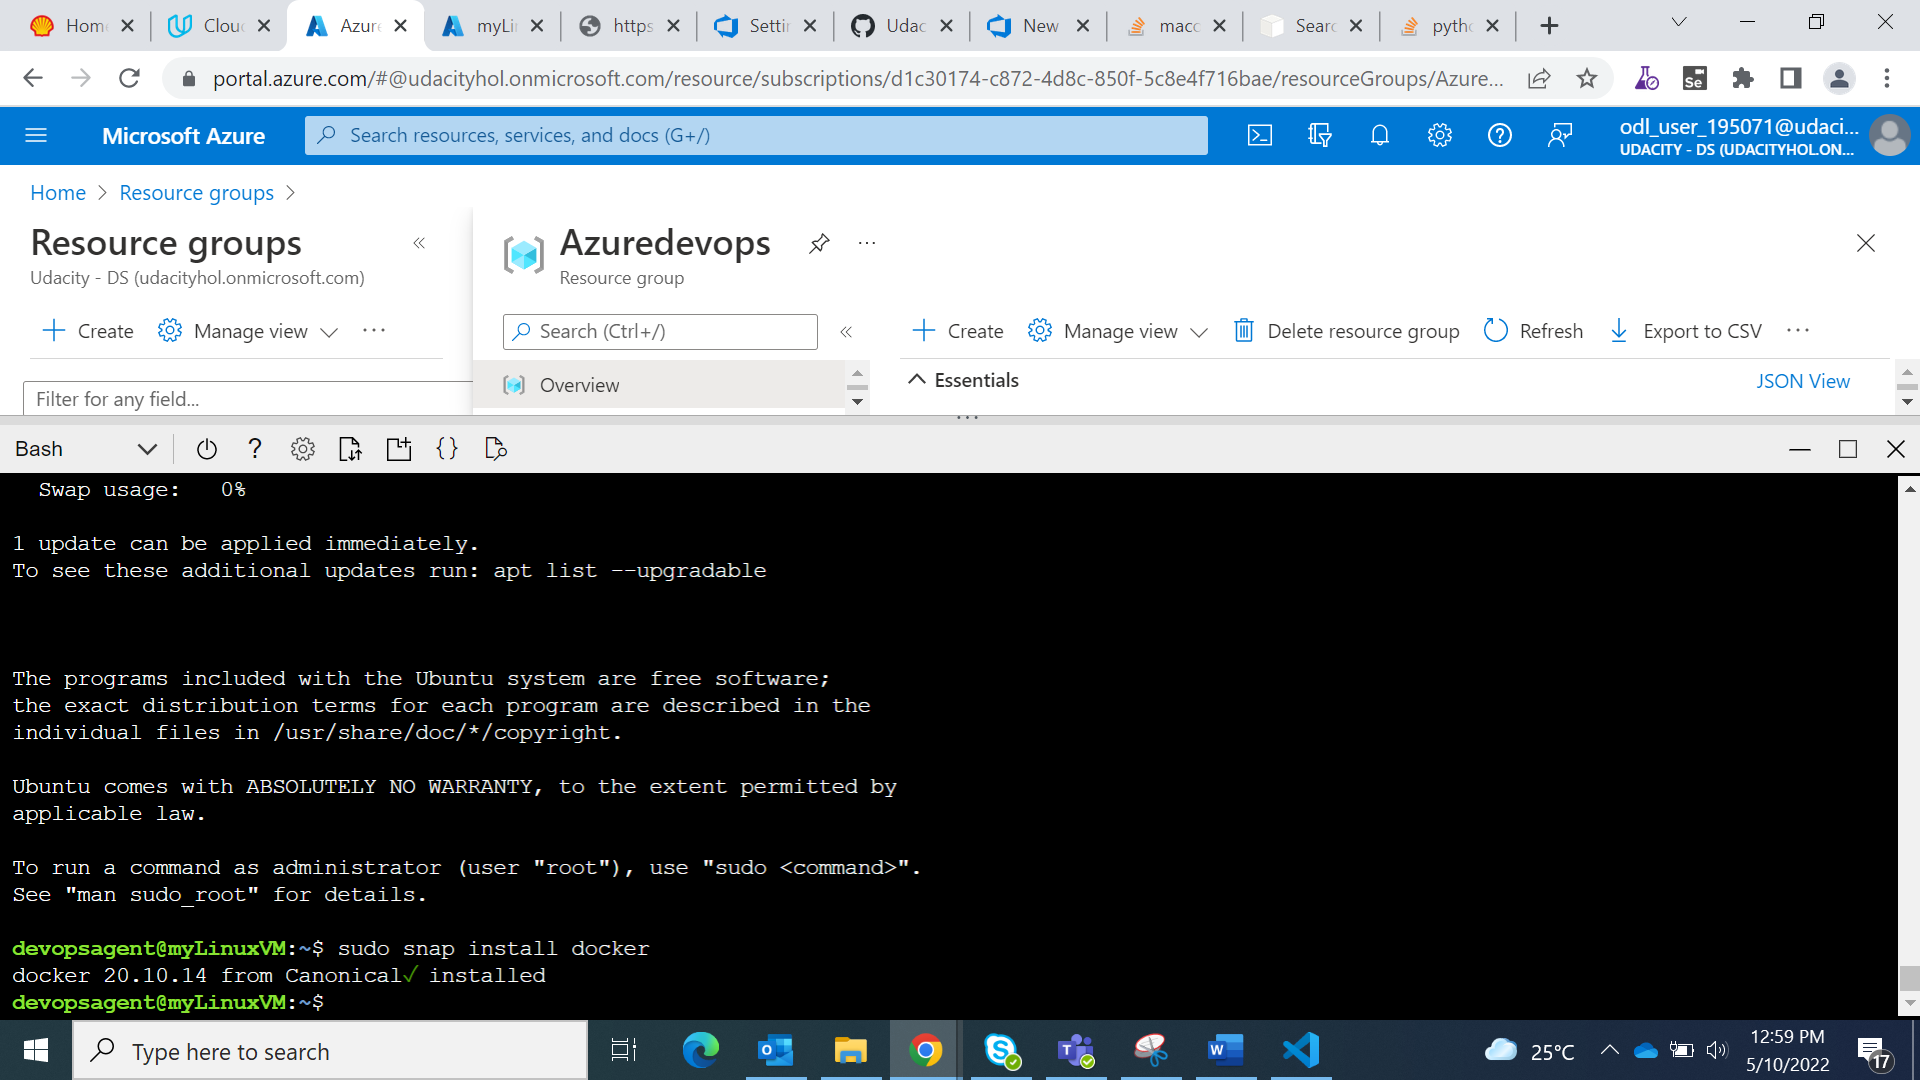 Home
Cloud
Azure
myLin
https
Settin
Udac
New
macc
Searc
pytho
portal.azure.com/#@udacityhol.onmicrosoft.com/resource/subscriptions/d1c30174-c872-4d8c-850f-5c8e4f716bae/resourceGroups/Azure...
Se
Microsoft Azure
Search resources, services, and docs (G+/)
odl_user_195071@udaci...
UDACITY - DS (UDACITYHOL.ON...
Home > Resource groups >
Resource groups
Udacity - DS (udacityhol.onmicrosoft.com)
Create Manage view ...
Filter for any field...
Azuredevops ...
Resource group
Search (Ctrl+/)
Overview
Create Manage view Delete resource group Refresh Export to CSV ...
Essentials
JSON View
Bash
Swap usage: 0%
1 update can be applied immediately.
To see these additional updates run: apt list --upgradable
The programs included with the Ubuntu system are free software;
the exact distribution terms for each program are described in the
individual files in /usr/share/doc/*/copyright.
Ubuntu comes with ABSOLUTELY NO WARRANTY, to the extent permitted by
applicable law.
To run a command as administrator (user "root"), use "sudo <command>".
See "man sudo_root" for details.
devopsagent@myLinuxVM:~$ sudo snap install docker
docker 20.10.14 from Canonical✓ installed
devopsagent@myLinuxVM:~$
Type here to search
25°C
12:59 PM
5/10/2022
17